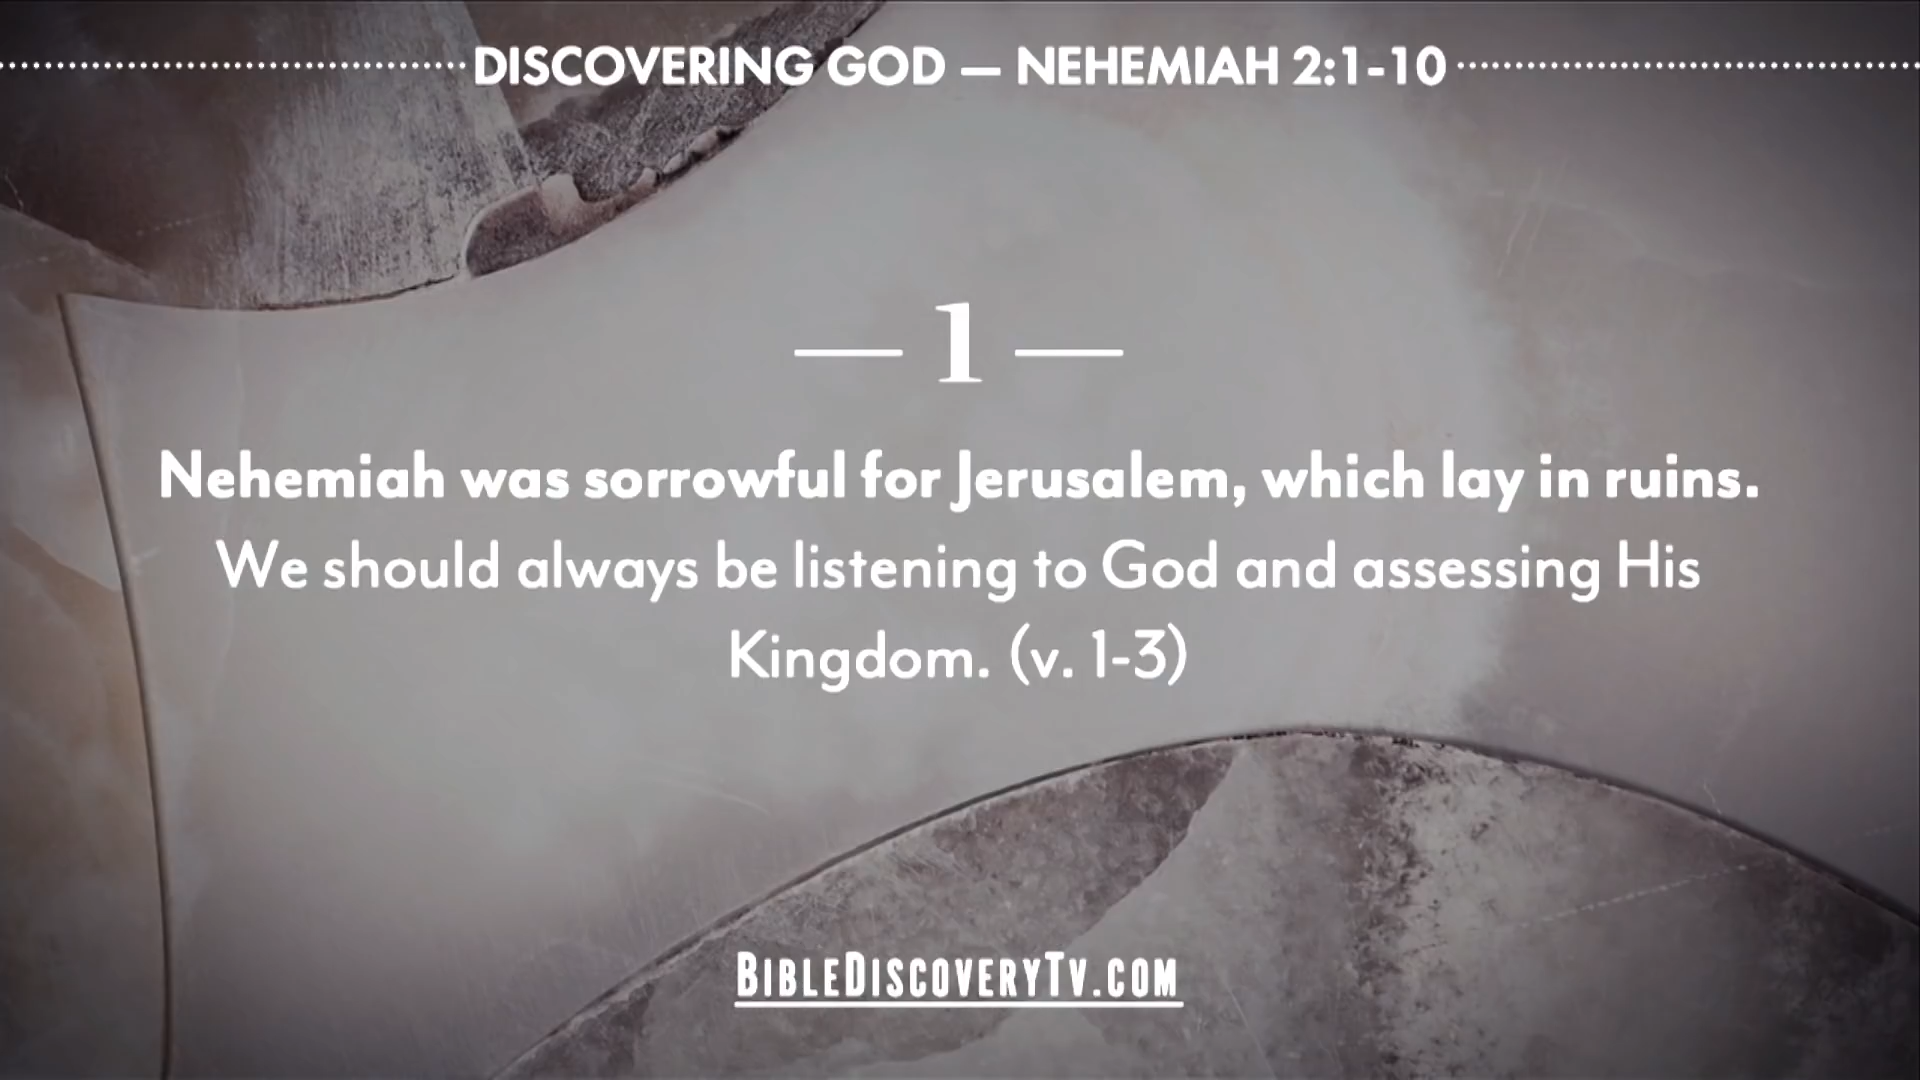 DISCOVERING GOD — NEHEMIAH 2:1-10
— 1 —
Nehemiah was sorrowful for Jerusalem, which lay in ruins.
We should always be listening to God and assessing His
Kingdom. (v. 1-3)
BIBLEDISCOVERYTV.COM